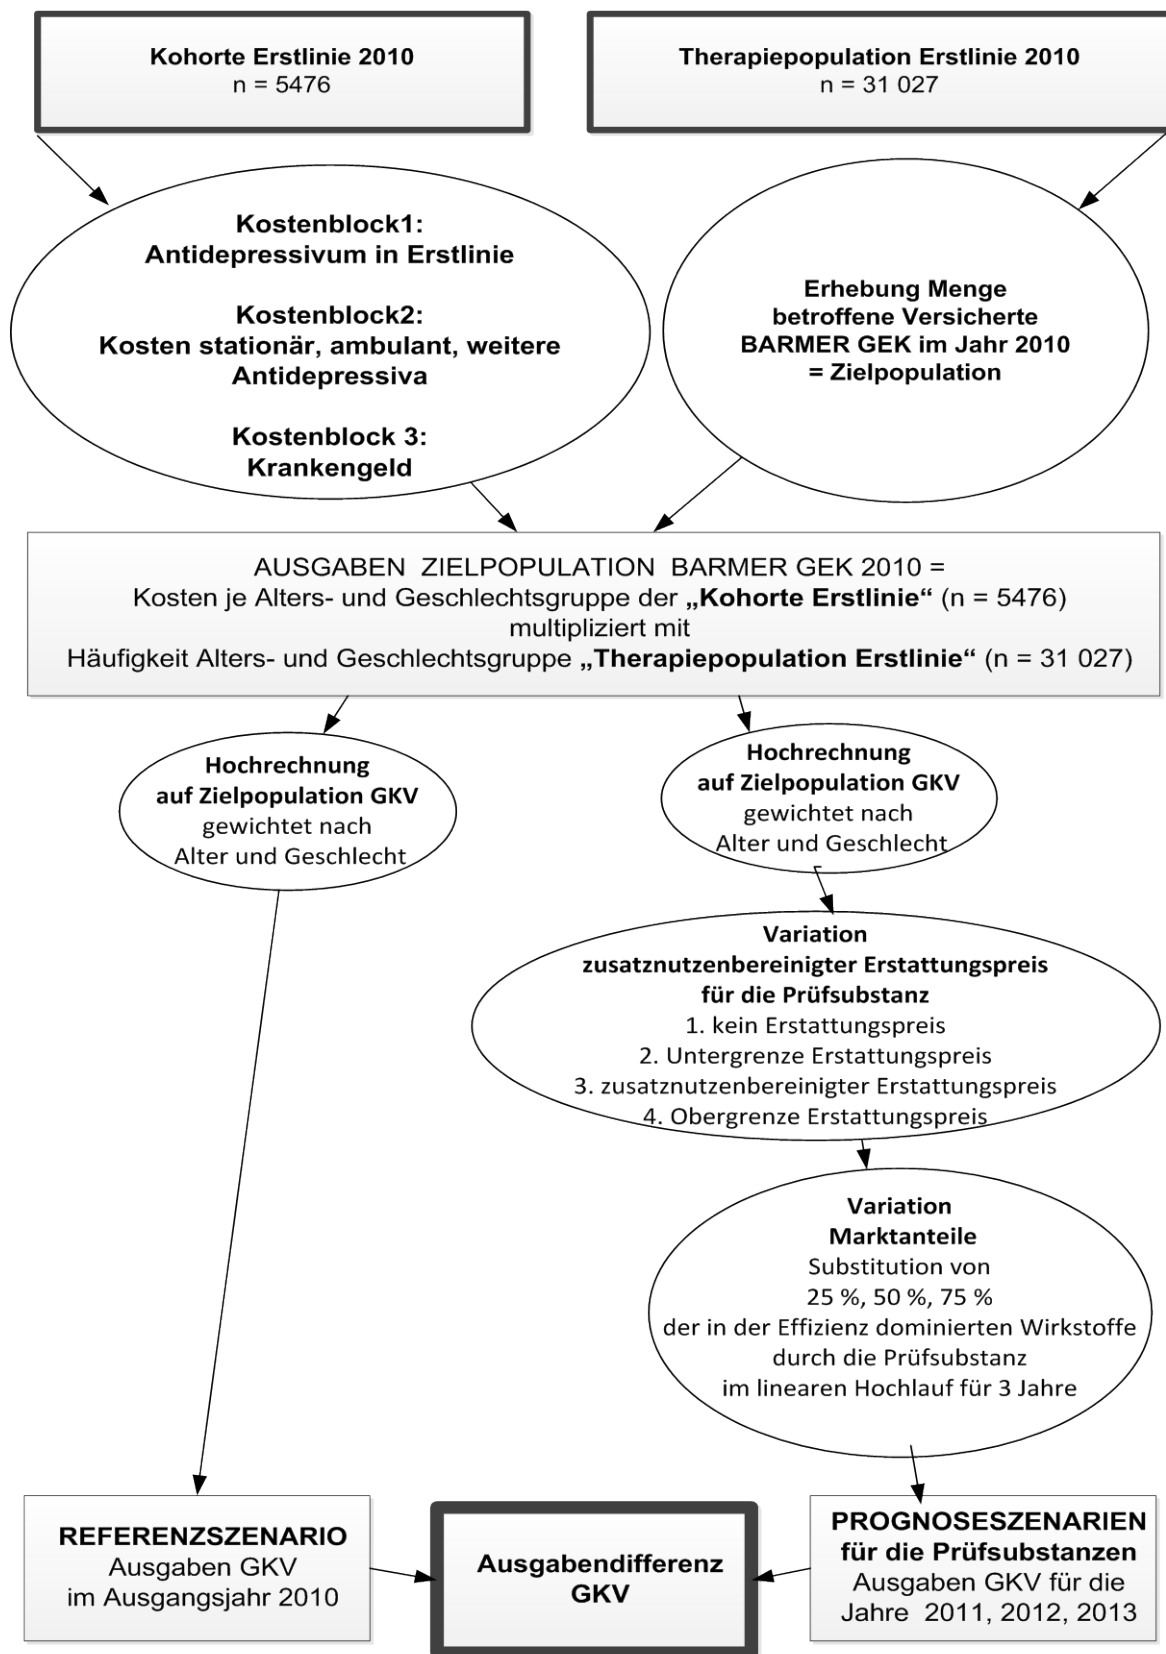 Kohorte Erstlinie 2010
n = 5476
Therapiepopulation Erstlinie 2010
n = 31 027
Kostenblock1:
Antidepressivum in Erstlinie
Kostenblock2:
Kosten stationär, ambulant, weitere
Antidepressiva
Kostenblock 3:
Krankengeld
Erhebung Menge
betroffene Versicherte
BARMER GEK im Jahr 2010
= Zielpopulation
AUSGABEN ZIELPOPULATION BARMER GEK 2010 =
Kosten je Alters- und Geschlechtsgruppe der „Kohorte Erstlinie“ (n = 5476)
multipliziert mit
Häufigkeit Alters- und Geschlechtsgruppe „Therapiepopulation Erstlinie“ (n = 31 027)
Hochrechnung
auf Zielpopulation GKV
gewichtet nach
Alter und Geschlecht
Hochrechnung
auf Zielpopulation GKV
gewichtet nach
Alter und Geschlecht
Variation
zusatznutzenbereinigter Erstattungspreis
für die Prüfsubstanz
1. kein Erstattungspreis
2. Untergrenze Erstattungspreis
3. zusatznutzenbereinigter Erstattungspreis
4. Obergrenze Erstattungspreis
Variation
Marktanteile
Substitution von
25 %, 50 %, 75 %
der in der Effizienz dominierten Wirkstoffe
durch die Prüfsubstanz
im linearen Hochlauf für 3 Jahre
REFERENZSZENARIO
Ausgaben GKV
im Ausgangsjahr 2010
Ausgabendifferenz
GKV
PROGNOSESZENARIEN
für die Prüfsubstanzen
Ausgaben GKV für die
Jahre 2011, 2012, 2013